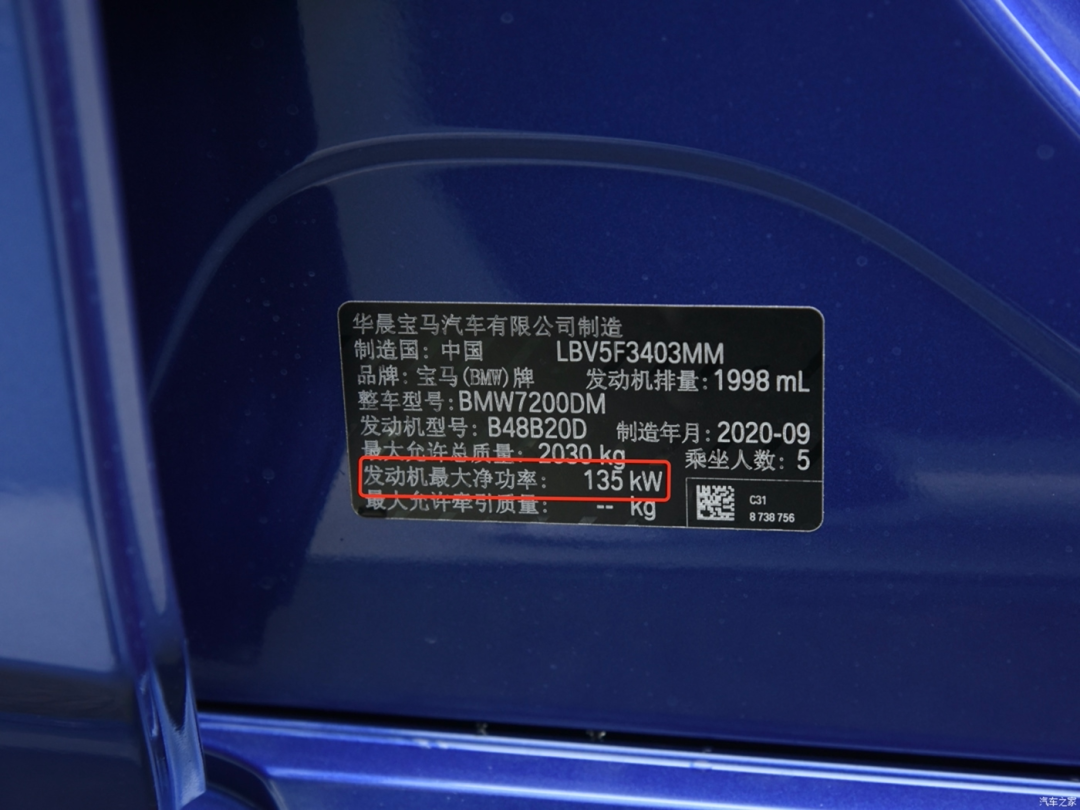 华晨宝马汽车有限公司制造
制造国：中国 LBV5F3403MM
品牌：宝马(BMW)牌 发动机排量：1998 mL
整车型号：BMW7200DM
发动机型号：B48B20D 制造年月：2020-09
最大允许总质量：2030 kg 乘坐人数：5
发动机最大净功率： 135 kW
最大允许牵引质量： -- kg
C31
8 738 756
汽车之家